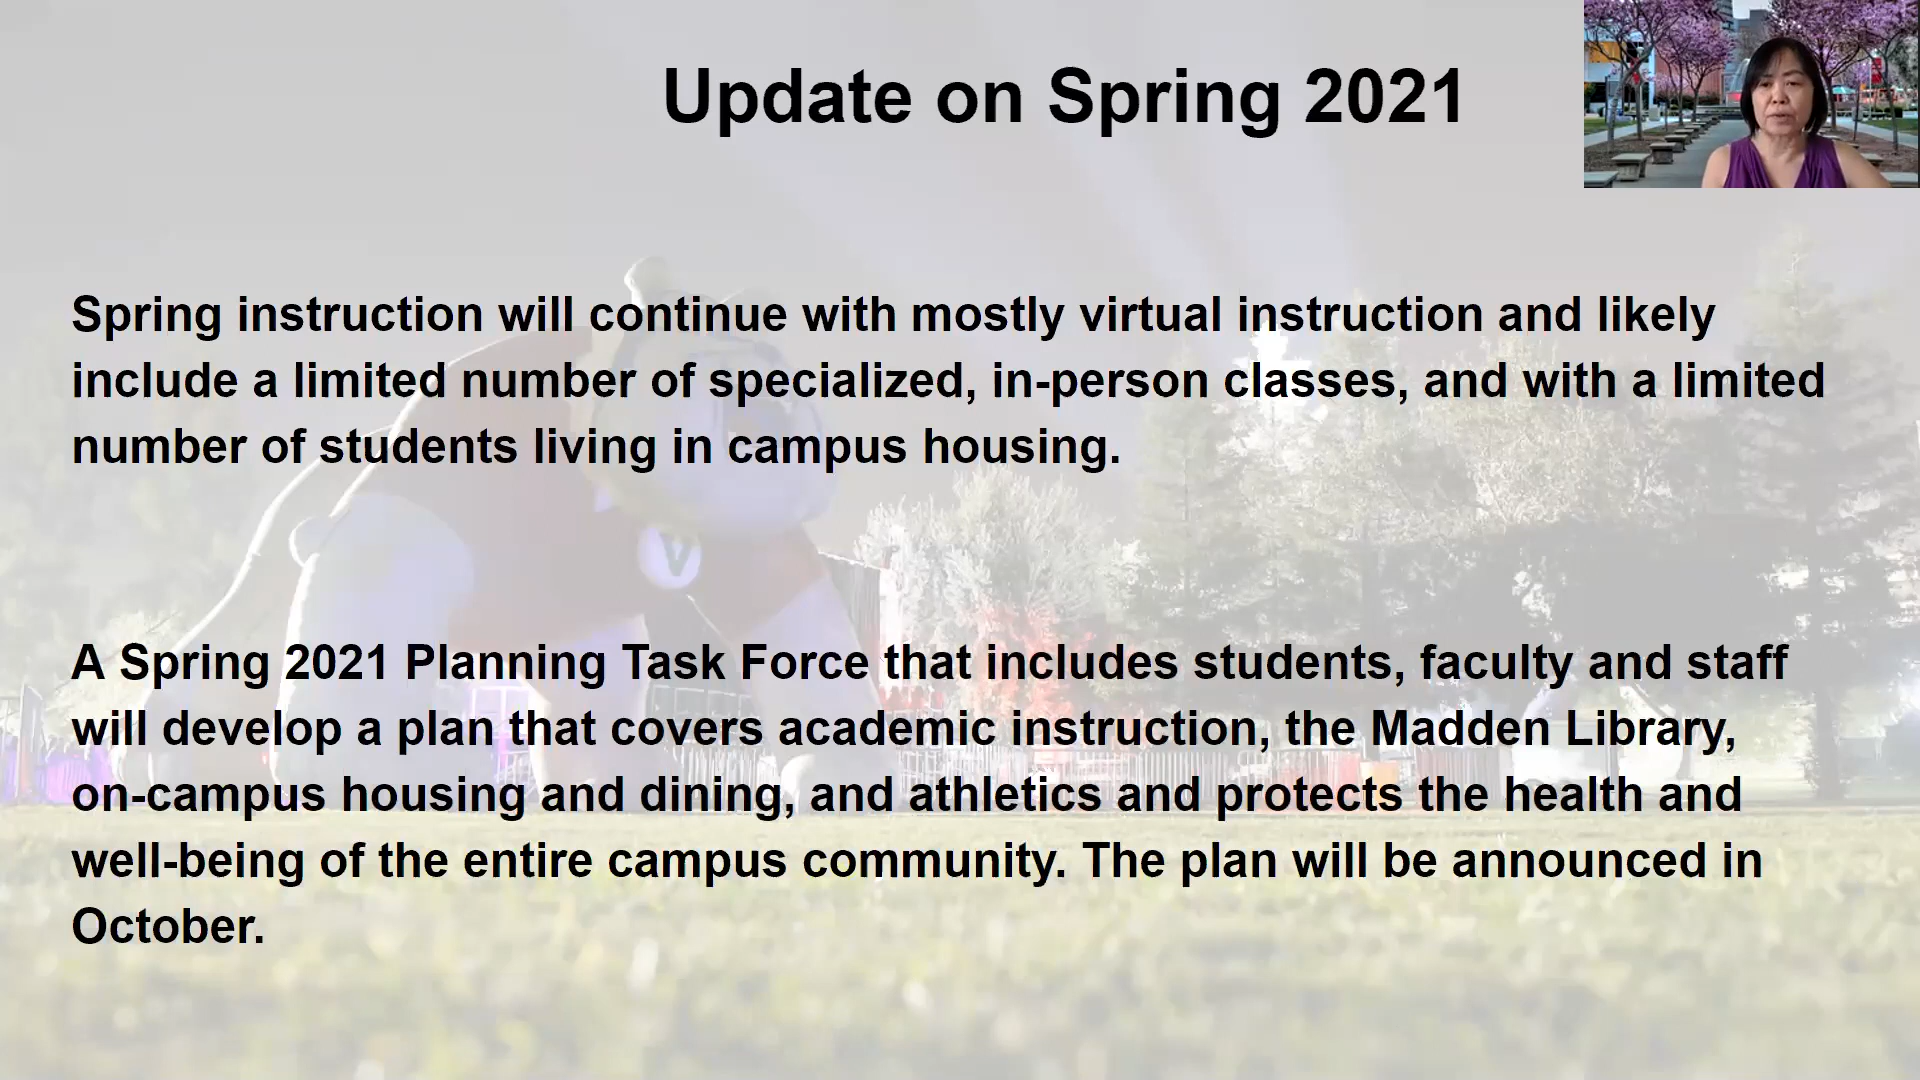 Update on Spring 2021
Spring instruction will continue with mostly virtual instruction and likely
include a limited number of specialized, in-person classes, and with a limited
number of students living in campus housing.
A Spring 2021 Planning Task Force that includes students, faculty and staff
will develop a plan that covers academic instruction, the Madden Library,
on-campus housing and dining, and athletics and protects the health and
well-being of the entire campus community. The plan will be announced in
October.
V